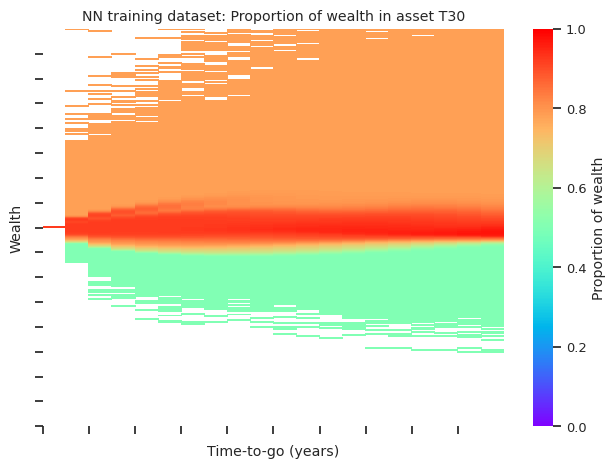 NN training dataset: Proportion of wealth in asset T30
Wealth
Time-to-go (years)
1.0
0.8
0.6
0.4
0.2
0.0
Proportion of wealth